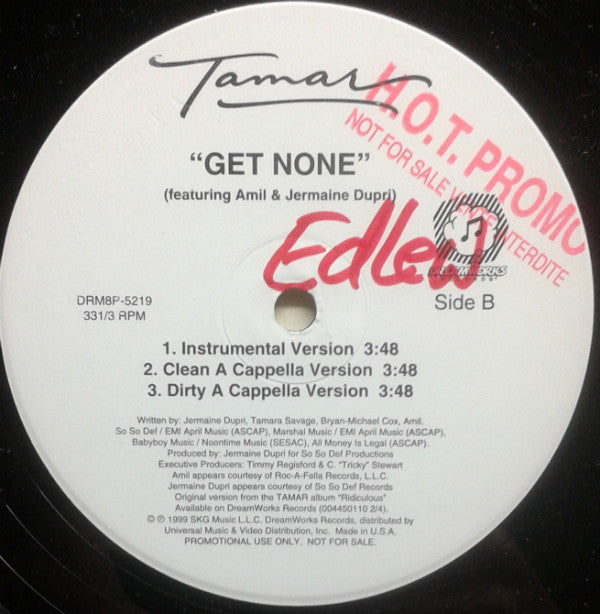 Tamar
H.O.T. PROMO
NOT FOR SALE VENTE INTERDITE
"GET NONE"
(featuring Amil & Jermaine Dupri)
Edlew
DREAMWORKS
RECORDS
DRM8P-5219
331/3 RPM
Side B
1. Instrumental Version 3:48
2. Clean A Cappella Version 3:48
3. Dirty A Cappella Version 3:48
Written by: Jermaine Dupri, Tamara Savage, Bryan-Michael Cox, Amil.
So So Def / EMI April Music (ASCAP), Marshai Music / EMI April Music (ASCAP),
Babyboy Music / Noontime Music (SESAC), All Money Is Legal (ASCAP).
Produced by: Jermaine Dupri for So So Def Productions
Executive Producers: Timmy Regisford & C. "Tricky" Stewart
Amil appears courtesy of Roc-A-Fella Records, L.L.C.
Jermaine Dupri appears courtesy of So So Def Records
Original version from the TAMAR album "Ridiculous"
Available on DreamWorks Records (004450110 2/4).
© ℗ 1999 SKG Music L.L.C. DreamWorks Records, distributed by
Universal Music & Video Distribution, Inc. Made in U.S.A.
PROMOTIONAL USE ONLY. NOT FOR SALE.